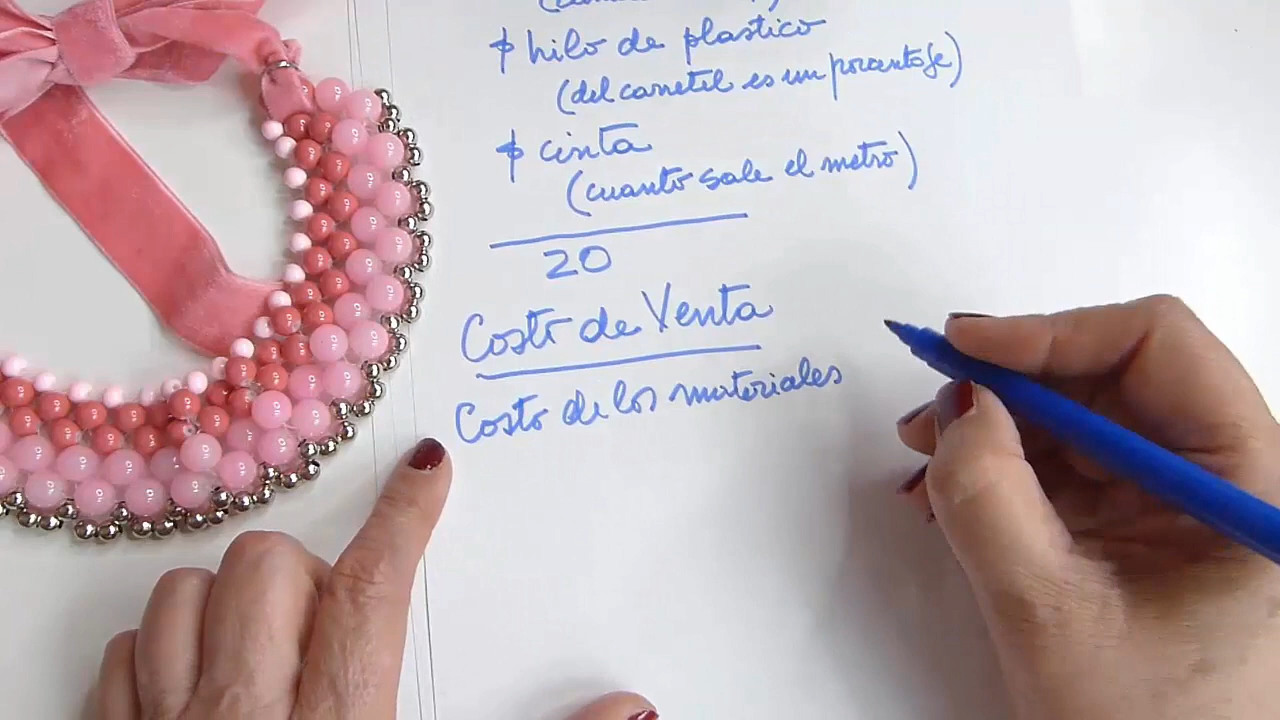 $ hilo de plastico
(del carretel es un porcentaje)
$ cinta
(cuanto sale el metro)
20
Costo de Venta
Costo de los materiales